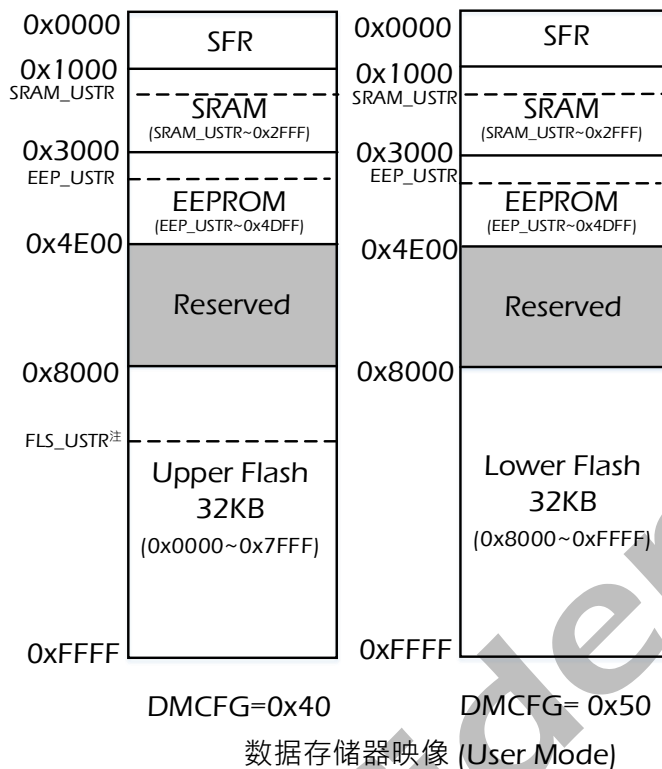 0x0000
SFR
0x1000
SRAM_USTR
SRAM
(SRAM_USTR~0x2FFF)
0x3000
EEP_USTR
EEPROM
(EEP_USTR~0x4DFF)
0x4E00
Reserved
0x8000
FLS_USTR注
Upper Flash
32KB
(0x0000~0x7FFF)
0xFFFF
DMCFG=0x40
0x0000
SFR
0x1000
SRAM_USTR
SRAM
(SRAM_USTR~0x2FFF)
0x3000
EEP_USTR
EEPROM
(EEP_USTR~0x4DFF)
0x4E00
Reserved
0x8000
Lower Flash
32KB
(0x8000~0xFFFF)
0xFFFF
DMCFG= 0x50
数据存储器映像 (User Mode)